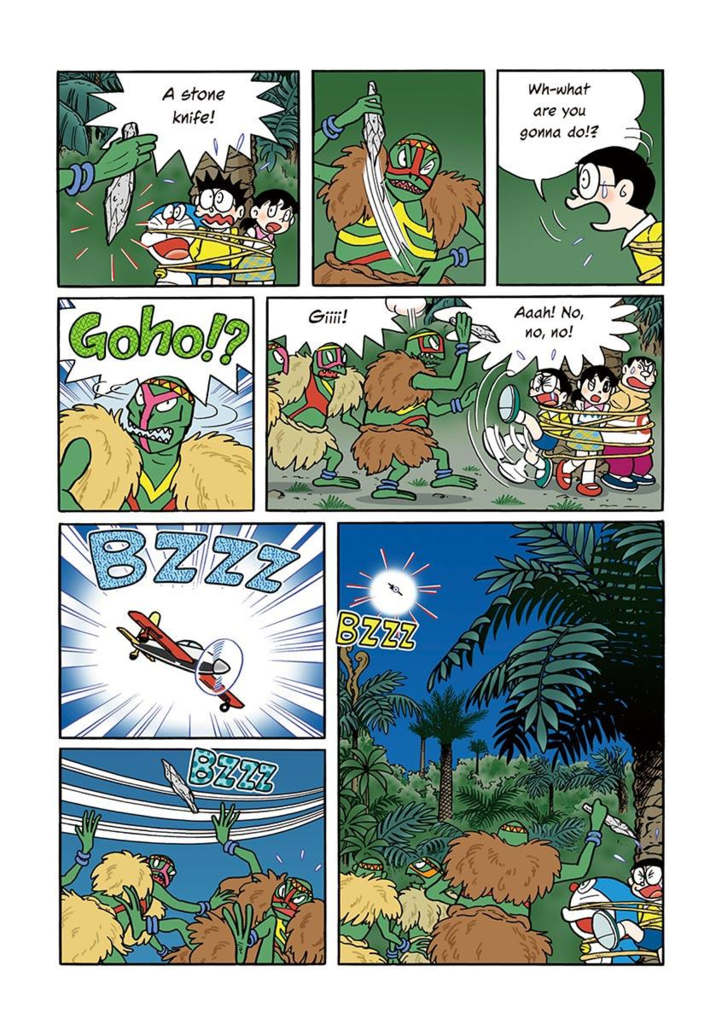 A stone
knife!
Wh-what
are you
gonna do!?
Goho!?
Giiii!
Aaah! No,
no, no!
BZZZ
BZZZ
BZZZ